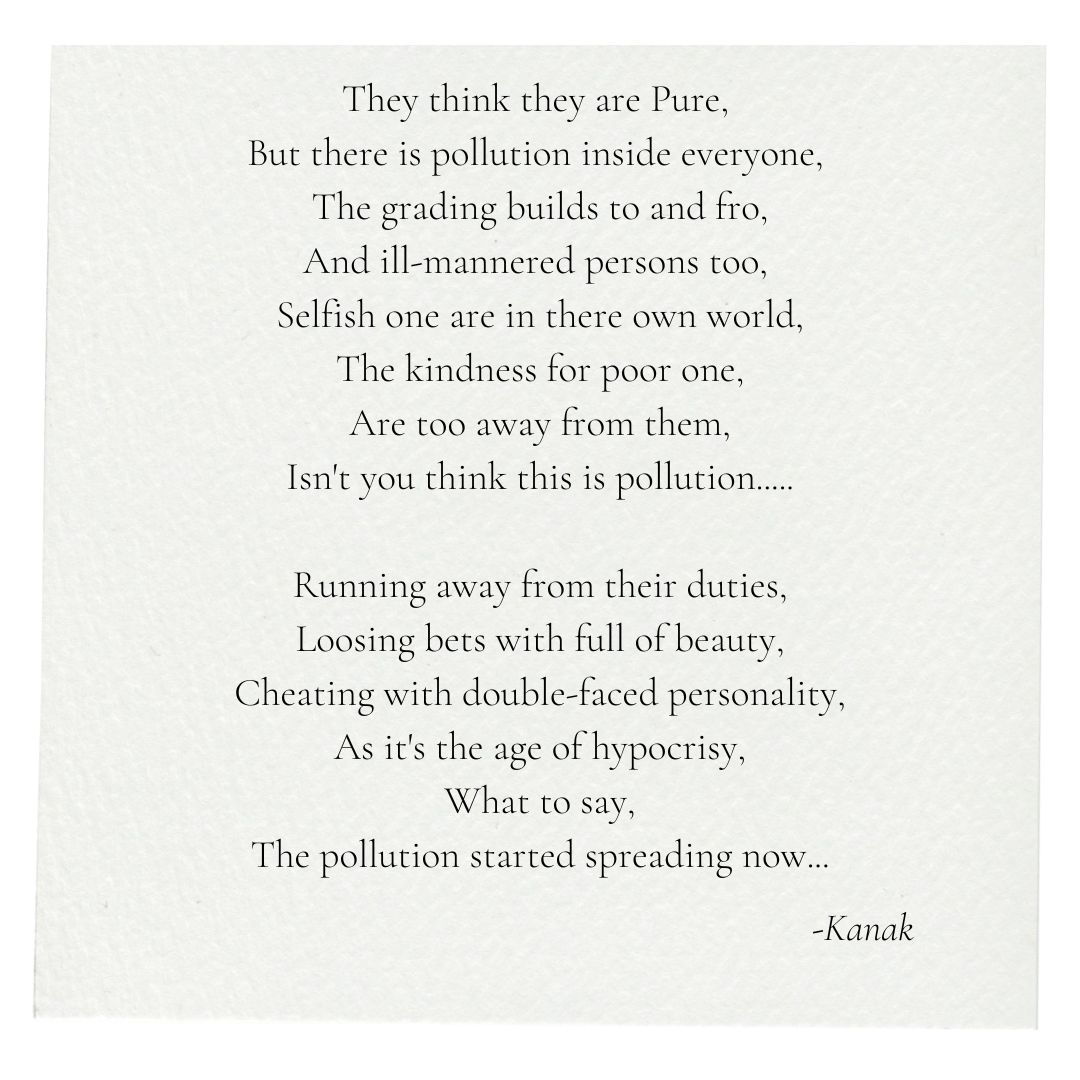 They think they are Pure,
But there is pollution inside everyone,
The grading builds to and fro,
And ill-mannered persons too,
Selfish one are in there own world,
The kindness for poor one,
Are too away from them,
Isn't you think this is pollution.....
Running away from their duties,
Loosing bets with full of beauty,
Cheating with double-faced personality,
As it's the age of hypocrisy,
What to say,
The pollution started spreading now...
-Kanak